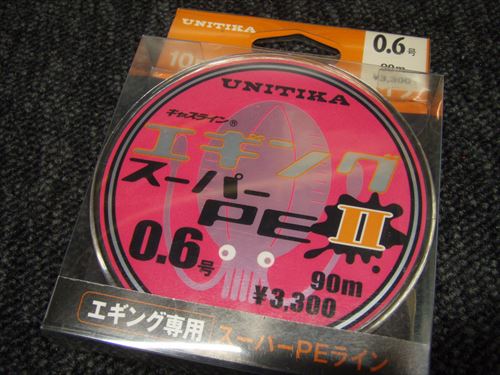 UNITIKA
0.6号
90m
¥3,300
UNITIKA
キャスライン®
エギング
スーパー
PE II
0.6号
90m
¥3,300
エギング専用
スーパーPEライン